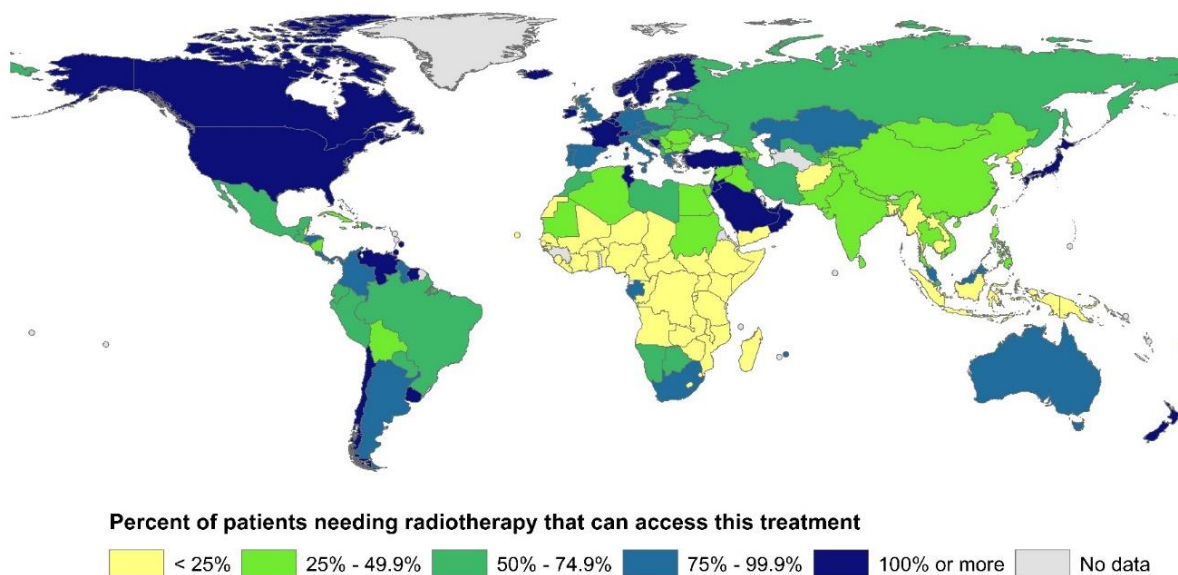 Percent of patients needing radiotherapy that can access this treatment
< 25% 25% - 49.9% 50% - 74.9% 75% - 99.9% 100% or more No data